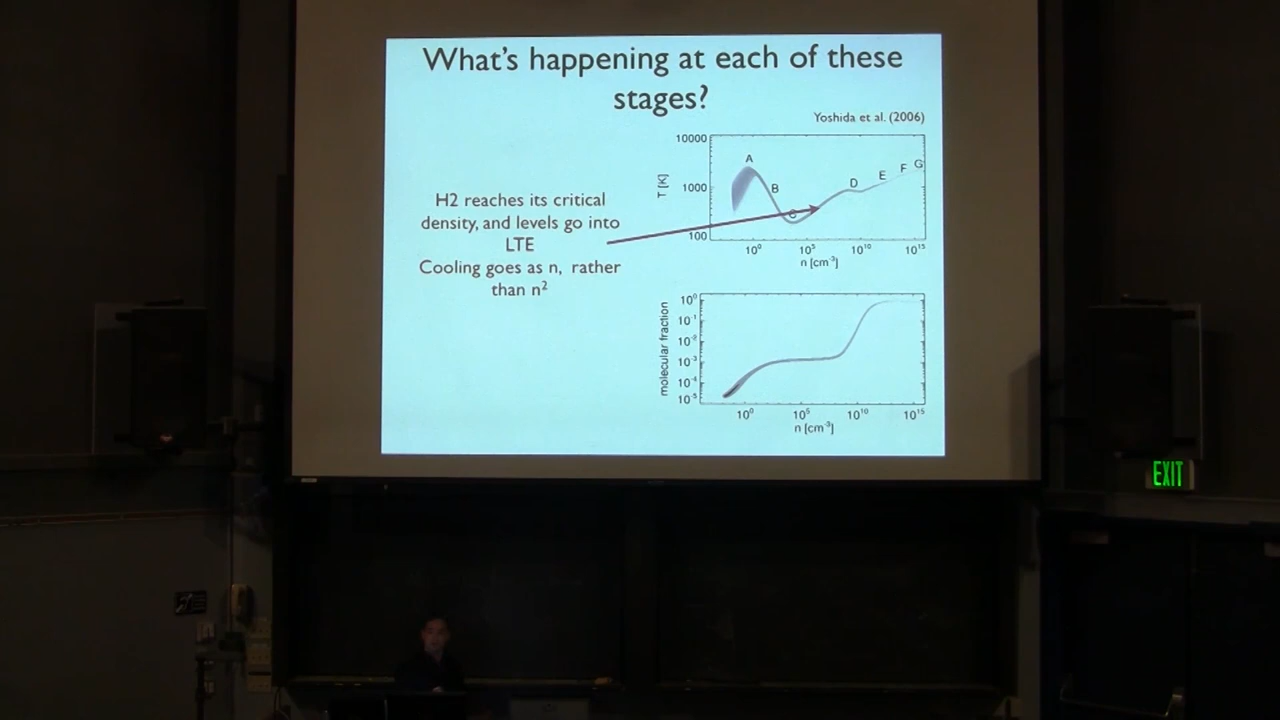 What's happening at each of these
stages?
Yoshida et al. (2006)
H2 reaches its critical
density, and levels go into
LTE
Cooling goes as n, rather
than n²
10000
1000
100
T [K]
A
B
C
D
E
F
G
10⁰
10⁵
10¹⁰
10¹⁵
n [cm⁻³]
10⁰
10⁻¹
10⁻²
10⁻³
10⁻⁴
10⁻⁵
molecular fraction
10⁰
10⁵
10¹⁰
10¹⁵
n [cm⁻³]
EXIT